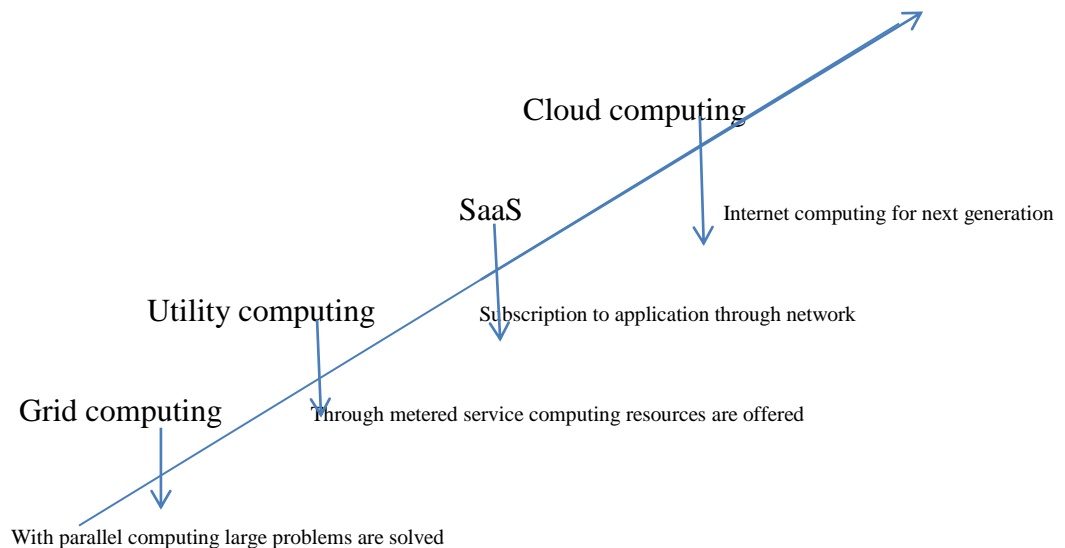 Cloud computing
SaaS
Internet computing for next generation
Utility computing
Subscription to application through network
Grid computing
Through metered service computing resources are offered
With parallel computing large problems are solved